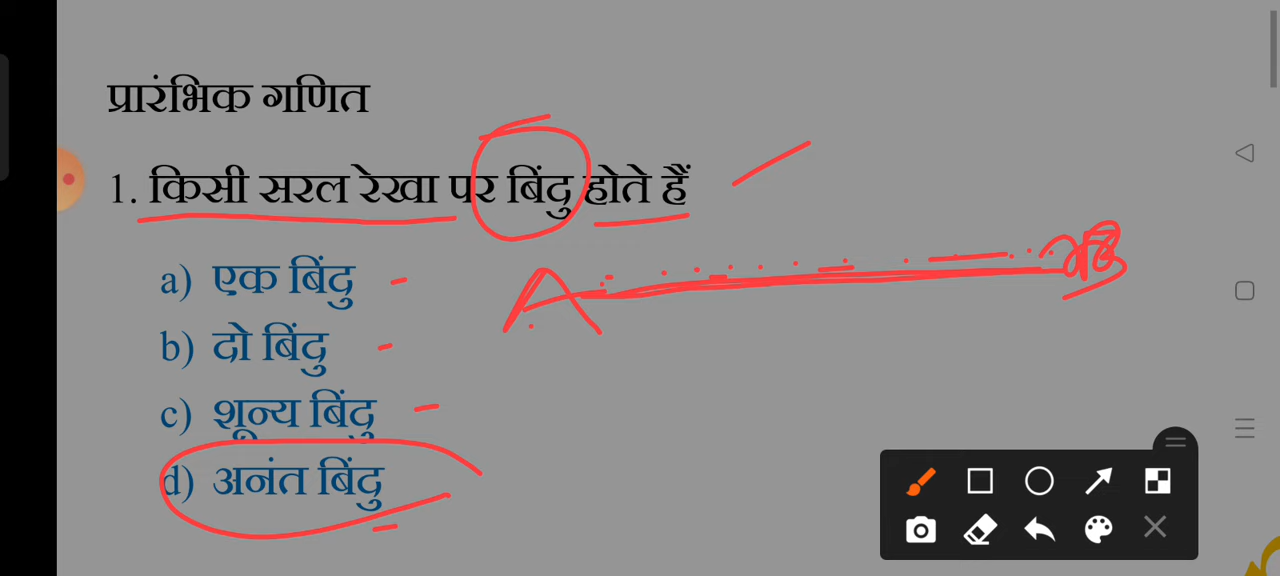 प्रारंभिक गणित
1. किसी सरल रेखा पर बिंदु होते हैं
a) एक बिंदु
b) दो बिंदु
c) शून्य बिंदु
d) अनंत बिंदु
A